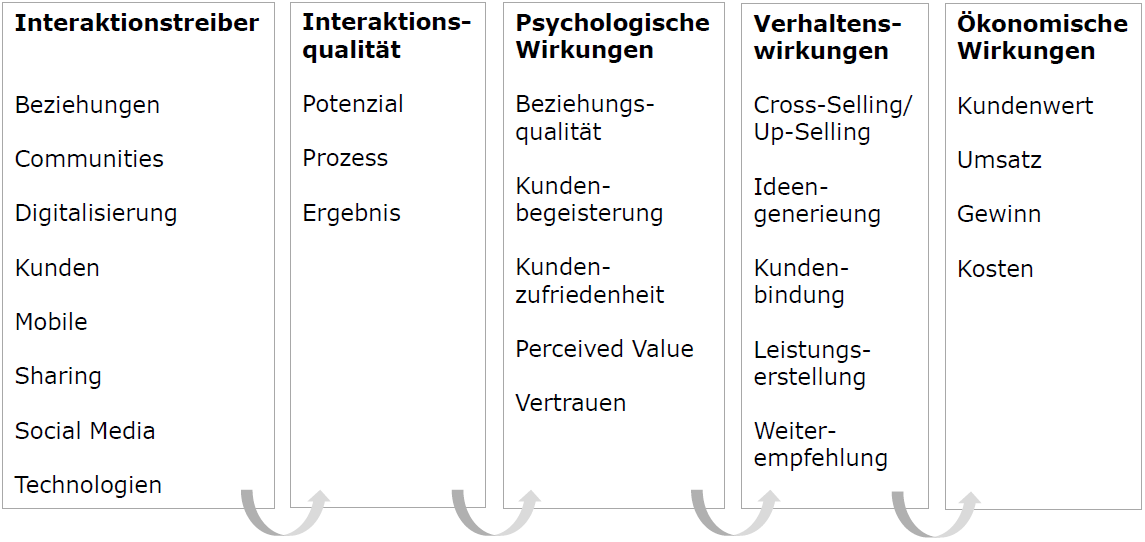 Interaktionstreiber
Beziehungen
Communities
Digitalisierung
Kunden
Mobile
Sharing
Social Media
Technologien
Interaktions-
qualität
Potenzial
Prozess
Ergebnis
Psychologische
Wirkungen
Beziehungs-
qualität
Kunden-
begeisterung
Kunden-
zufriedenheit
Perceived Value
Vertrauen
Verhaltens-
wirkungen
Cross-Selling/
Up-Selling
Ideen-
generieung
Kunden-
bindung
Leistungs-
erstellung
Weiter-
empfehlung
Ökonomische
Wirkungen
Kundenwert
Umsatz
Gewinn
Kosten